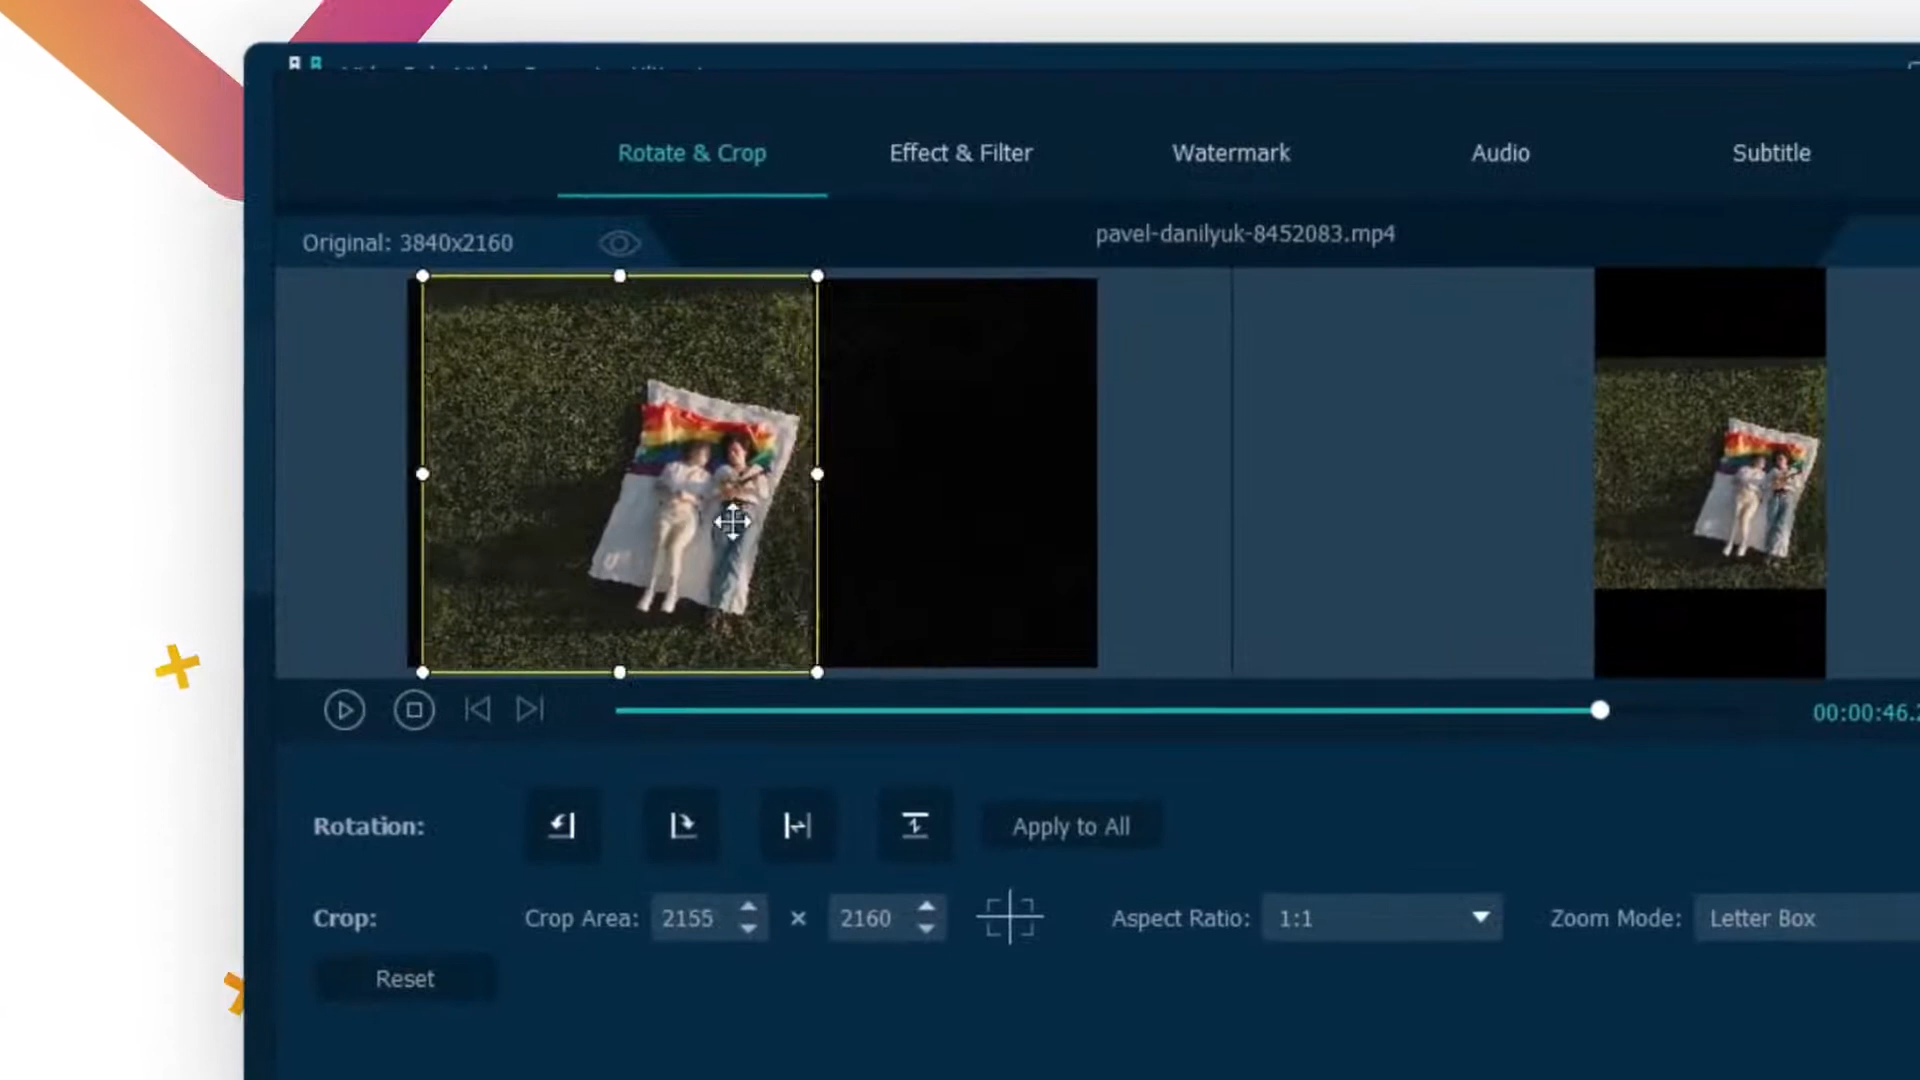 Rotate & Crop
Effect & Filter
Watermark
Audio
Subtitle
Original: 3840x2160
pavel-danilyuk-8452083.mp4
00:00:46.
Rotation:
Apply to All
Crop:
Crop Area:
2155
×
2160
Aspect Ratio:
1:1
Zoom Mode:
Letter Box
Reset